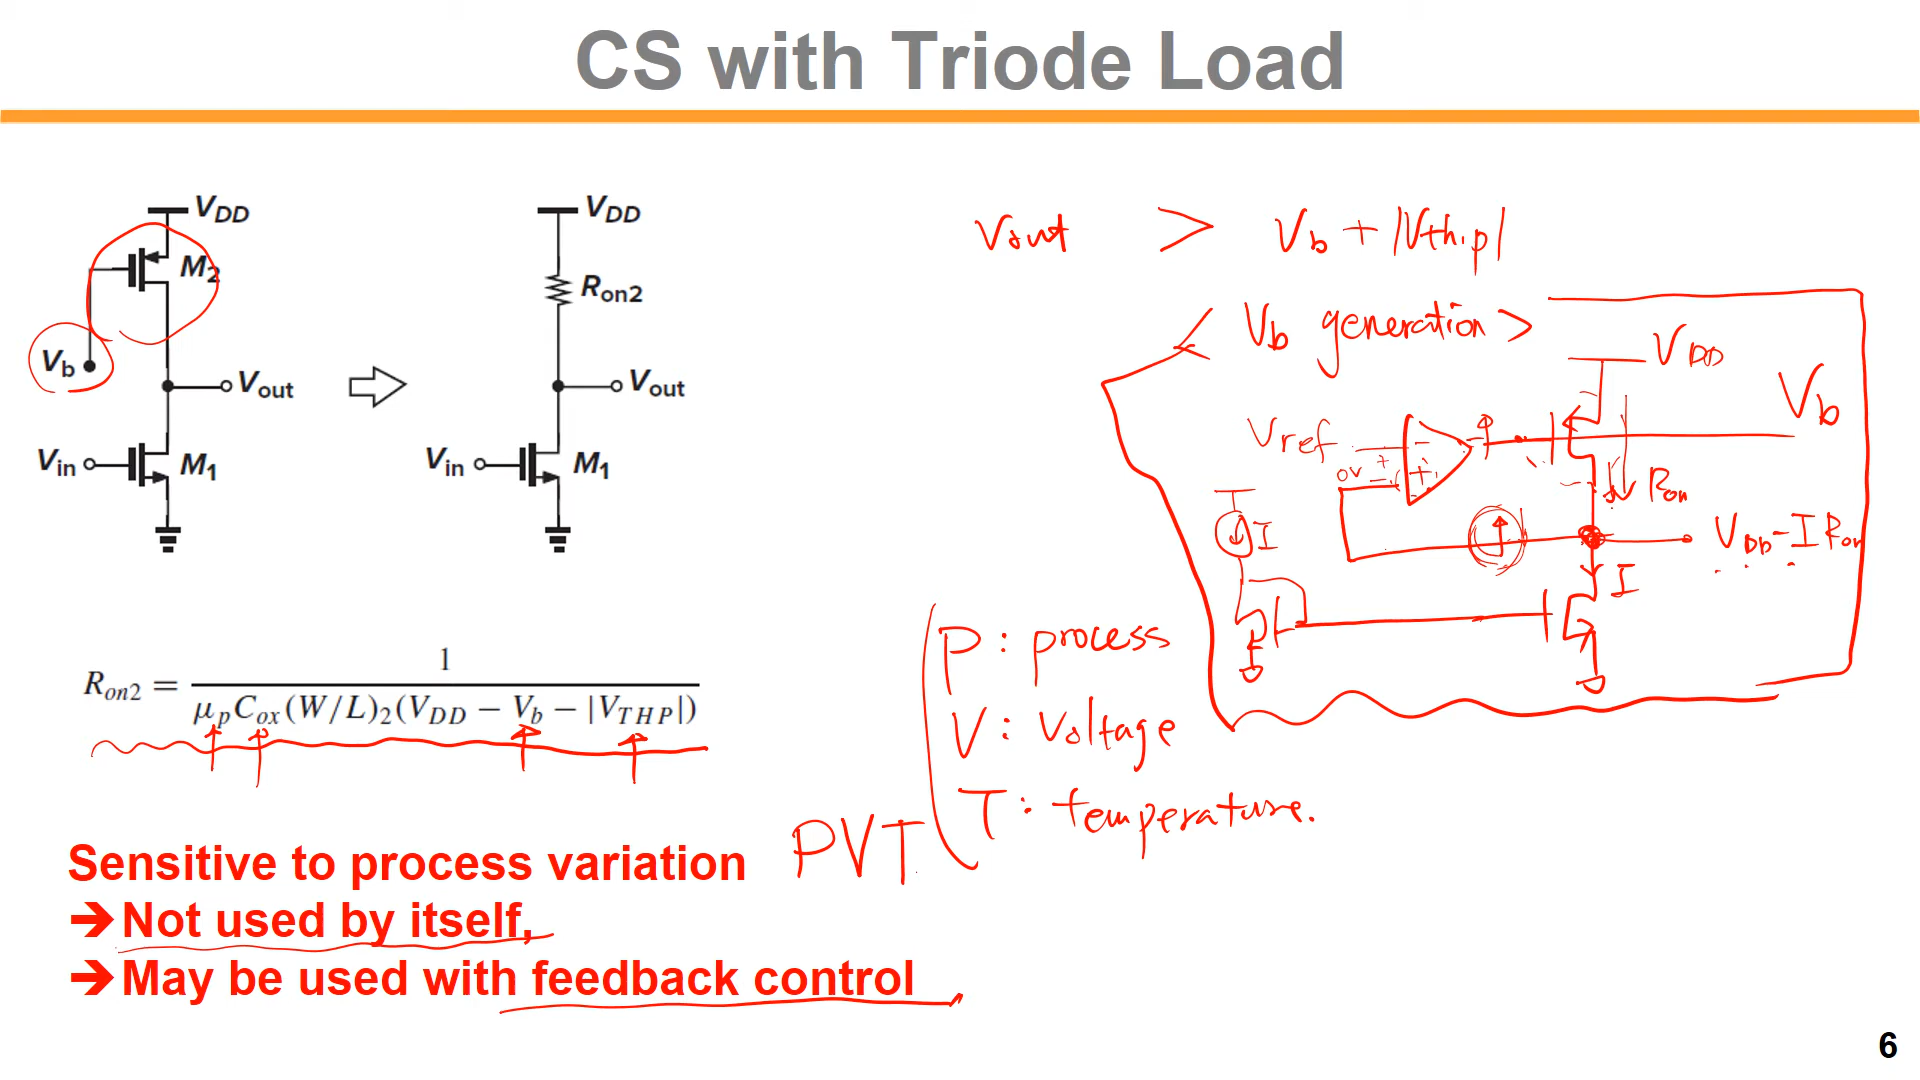 CS with Triode Load
VDD
M2
Vb
Vout
Vin
M1
VDD
Ron2
Vout
Vin
M1
Ron2 = 1 / μpCox(W/L)2(VDD − Vb − |VTHP|)
Sensitive to process variation
➔Not used by itself,
➔May be used with feedback control
Vout > Vb + |Vth,p|
< Vb generation >
VDD
Vb
Vref
- +
0V
+ -
Ron
I
VDD-IRon
I
PVT
P: process
V: Voltage
T: temperature.
6